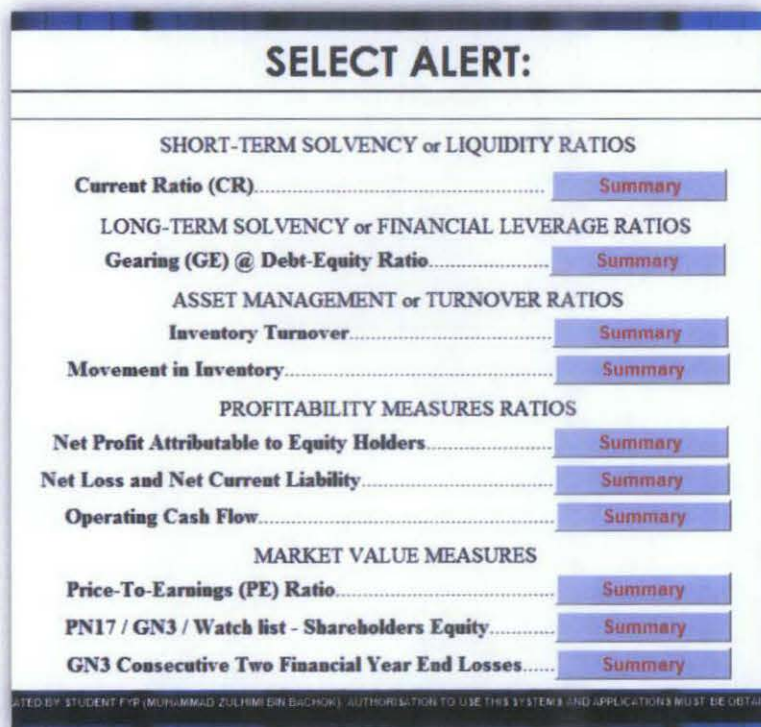 SELECT ALERT:
SHORT-TERM SOLVENCY or LIQUIDITY RATIOS
Current Ratio (CR)........................ Summary
LONG-TERM SOLVENCY or FINANCIAL LEVERAGE RATIOS
Gearing (GE) @ Debt-Equity Ratio........................ Summary
ASSET MANAGEMENT or TURNOVER RATIOS
Inventory Turnover........................ Summary
Movement in Inventory........................ Summary
PROFITABILITY MEASURES RATIOS
Net Profit Attributable to Equity Holders........................ Summary
Net Loss and Net Current Liability........................ Summary
Operating Cash Flow........................ Summary
MARKET VALUE MEASURES
Price-To-Earnings (PE) Ratio........................ Summary
PN17 / GN3 / Watch list - Shareholders Equity............ Summary
GN3 Consecutive Two Financial Year End Losses...... Summary
ATED BY STUDENT FYP (MUHAMMAD ZULHIMI BIN BACHOK). AUTHORISATION TO USE THIS SYSTEMS AND APPLICATIONS MUST BE OBTAI